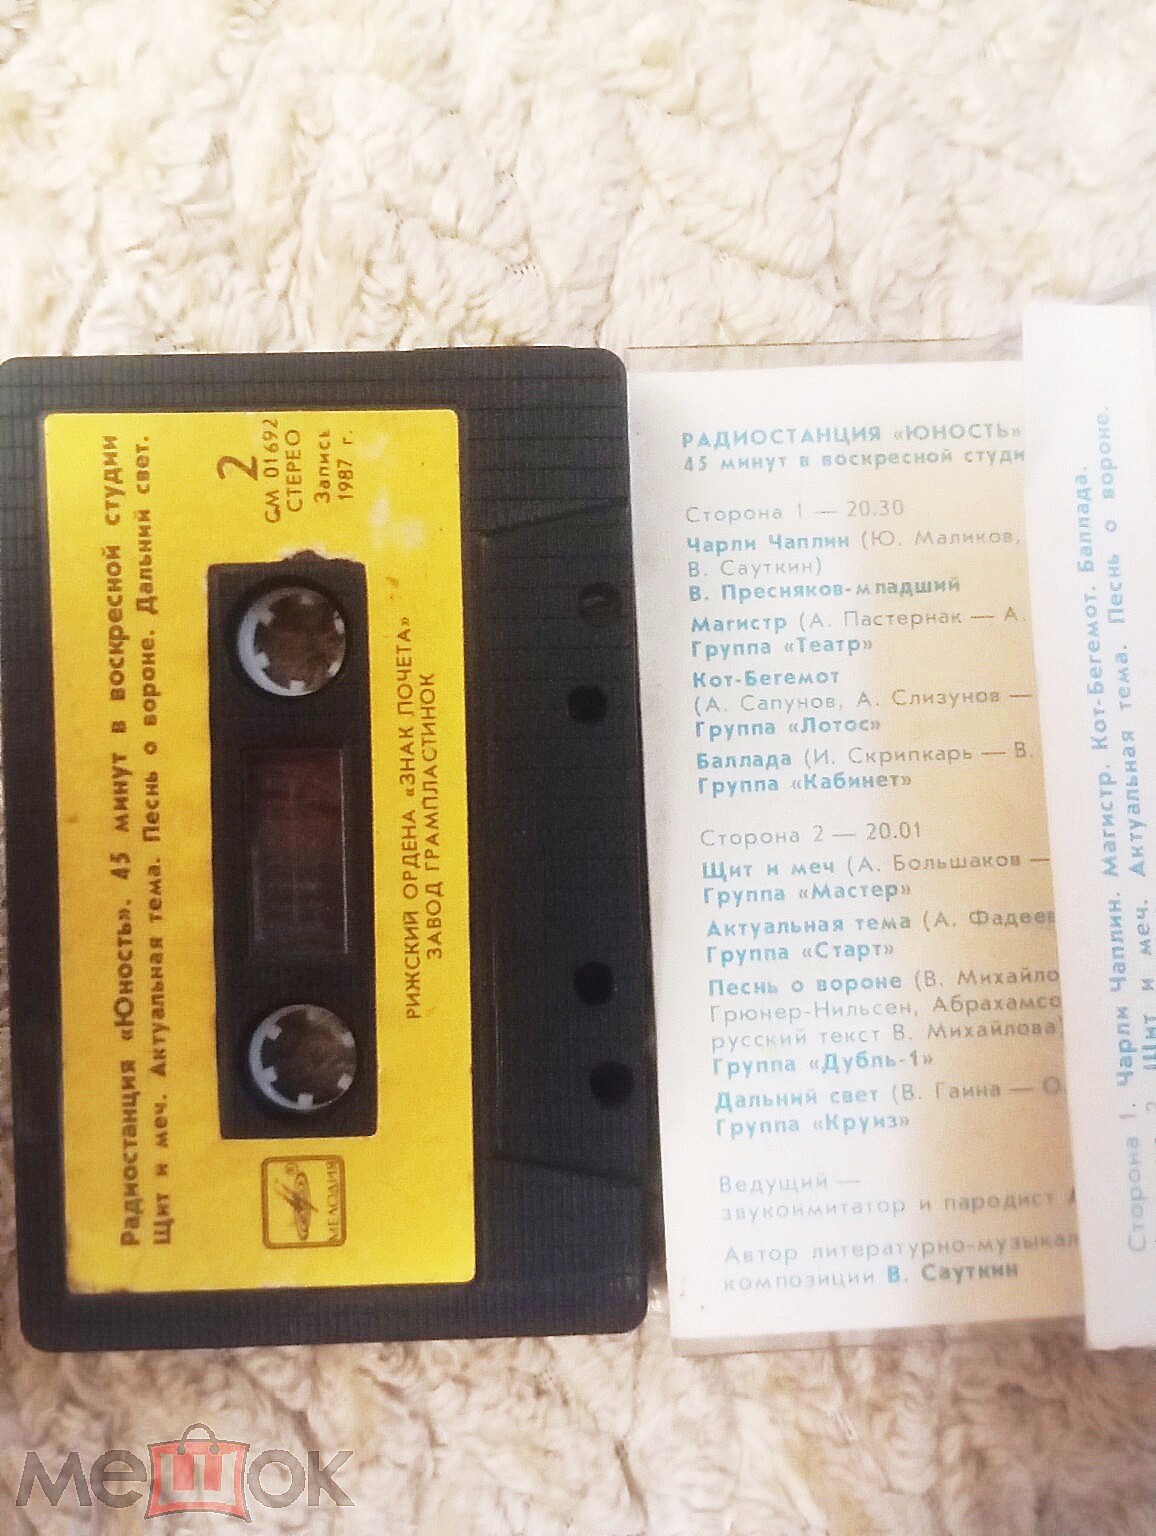 Радиостанция «Юность». 45 минут в воскресной студии
Щит и меч. Актуальная тема. Песнь о вороне. Дальний свет.
2
СМ 01692
СТЕРЕО
Запись
1987 г.
РИЖСКИЙ ОРДЕНА «ЗНАК ПОЧЕТА»
ЗАВОД ГРАМПЛАСТИНОК
МЕЛОДИЯ
РАДИОСТАНЦИЯ «ЮНОСТЬ»
45 минут в воскресной студи
Сторона 1 — 20.30
Чарли Чаплин (Ю. Маликов,
В. Сауткин)
В. Пресняков-младший
Магистр (А. Пастернак — А.
Группа «Театр»
Кот-Бегемот
(А. Сапунов, А. Слизунов —
Группа «Лотос»
Баллада (И. Скрипкарь — В.
Группа «Кабинет»
Сторона 2 — 20.01
Щит и меч (А. Большаков —
Группа «Мастер»
Актуальная тема (А. Фадеев
Группа «Старт»
Песнь о вороне (В. Михайло
Грюнер-Нильсен, Абрахамсо
русский текст В. Михайлова)
Группа «Дубль-1»
Дальний свет (В. Гаина — О.
Группа «Круиз»
Ведущий —
звукоимитатор и пародист
Автор литературно-музыкал
композиции В. Сауткин
Сторона 1. Чарли Чаплин. Магистр. Кот-Бегемот. Баллада.
2. Щит и меч. Актуальная тема. Песнь о вороне.
мешок